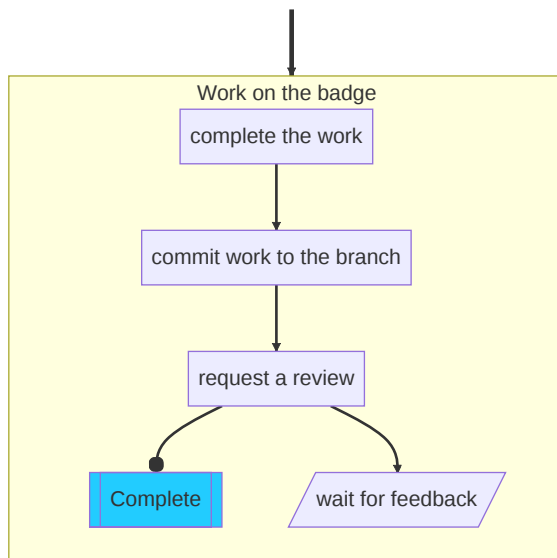 Work on the badge
complete the work
commit work to the branch
request a review
Complete
wait for feedback